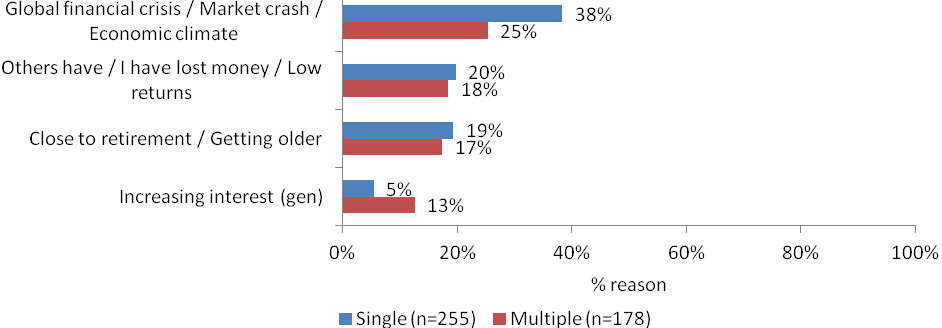 Global financial crisis / Market crash /
Economic climate
38%
25%
Others have / I have lost money / Low
returns
20%
18%
Close to retirement / Getting older
19%
17%
Increasing interest (gen)
5%
13%
0% 20% 40% 60% 80% 100%
% reason
Single (n=255) Multiple (n=178)